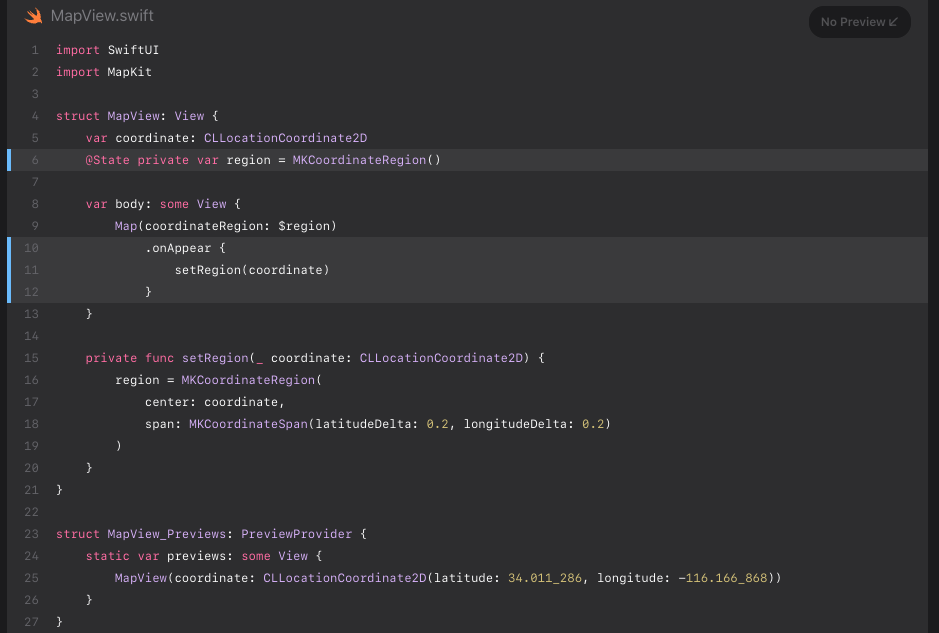 MapView.swift
No Preview
1 import SwiftUI
2 import MapKit
3
4 struct MapView: View {
5     var coordinate: CLLocationCoordinate2D
6     @State private var region = MKCoordinateRegion()
7
8     var body: some View {
9         Map(coordinateRegion: $region)
10             .onAppear {
11                 setRegion(coordinate)
12             }
13     }
14
15     private func setRegion(_ coordinate: CLLocationCoordinate2D) {
16         region = MKCoordinateRegion(
17             center: coordinate,
18             span: MKCoordinateSpan(latitudeDelta: 0.2, longitudeDelta: 0.2)
19         )
20     }
21 }
22
23 struct MapView_Previews: PreviewProvider {
24     static var previews: some View {
25         MapView(coordinate: CLLocationCoordinate2D(latitude: 34.011_286, longitude: -116.166_868))
26     }
27 }